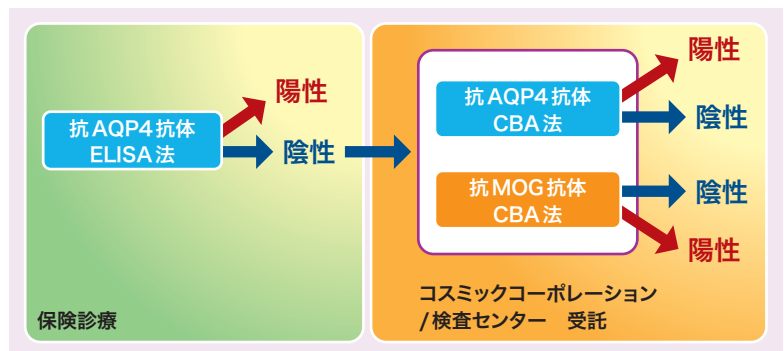 抗AQP4抗体
ELISA法
陽性
陰性
保険診療
抗AQP4抗体
CBA法
陽性
陰性
抗MOG抗体
CBA法
陰性
陽性
コスミックコーポレーション
/検査センター 受託